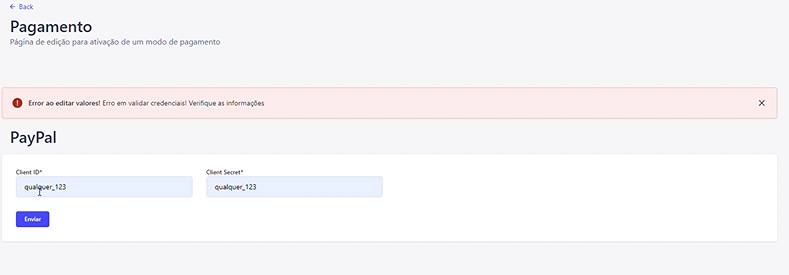 Back
Pagamento
Página de edição para ativação de um modo de pagamento
Error ao editar valores! Erro em validar credenciais! Verifique as informações
PayPal
Client ID* Client Secret*
qualquer_123 qualquer_123
Enviar